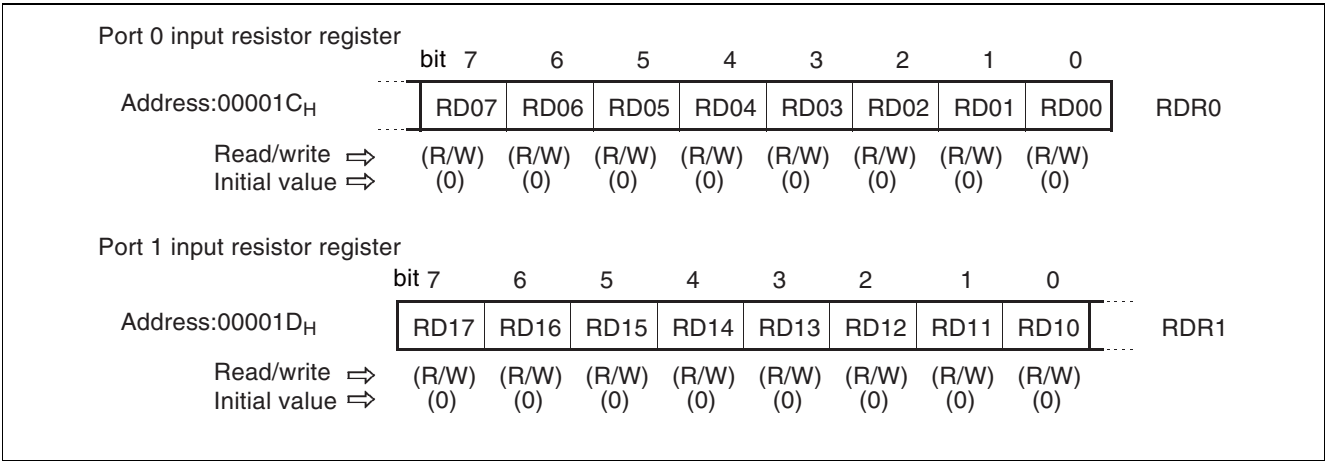 Port 0 input resistor register
bit 7 6 5 4 3 2 1 0
Address:00001CH RD07 RD06 RD05 RD04 RD03 RD02 RD01 RD00 RDR0
Read/write ⇨ (R/W) (R/W) (R/W) (R/W) (R/W) (R/W) (R/W) (R/W)
Initial value ⇨ (0) (0) (0) (0) (0) (0) (0) (0)
Port 1 input resistor register
bit 7 6 5 4 3 2 1 0
Address:00001DH RD17 RD16 RD15 RD14 RD13 RD12 RD11 RD10 RDR1
Read/write ⇨ (R/W) (R/W) (R/W) (R/W) (R/W) (R/W) (R/W) (R/W)
Initial value ⇨ (0) (0) (0) (0) (0) (0) (0) (0)